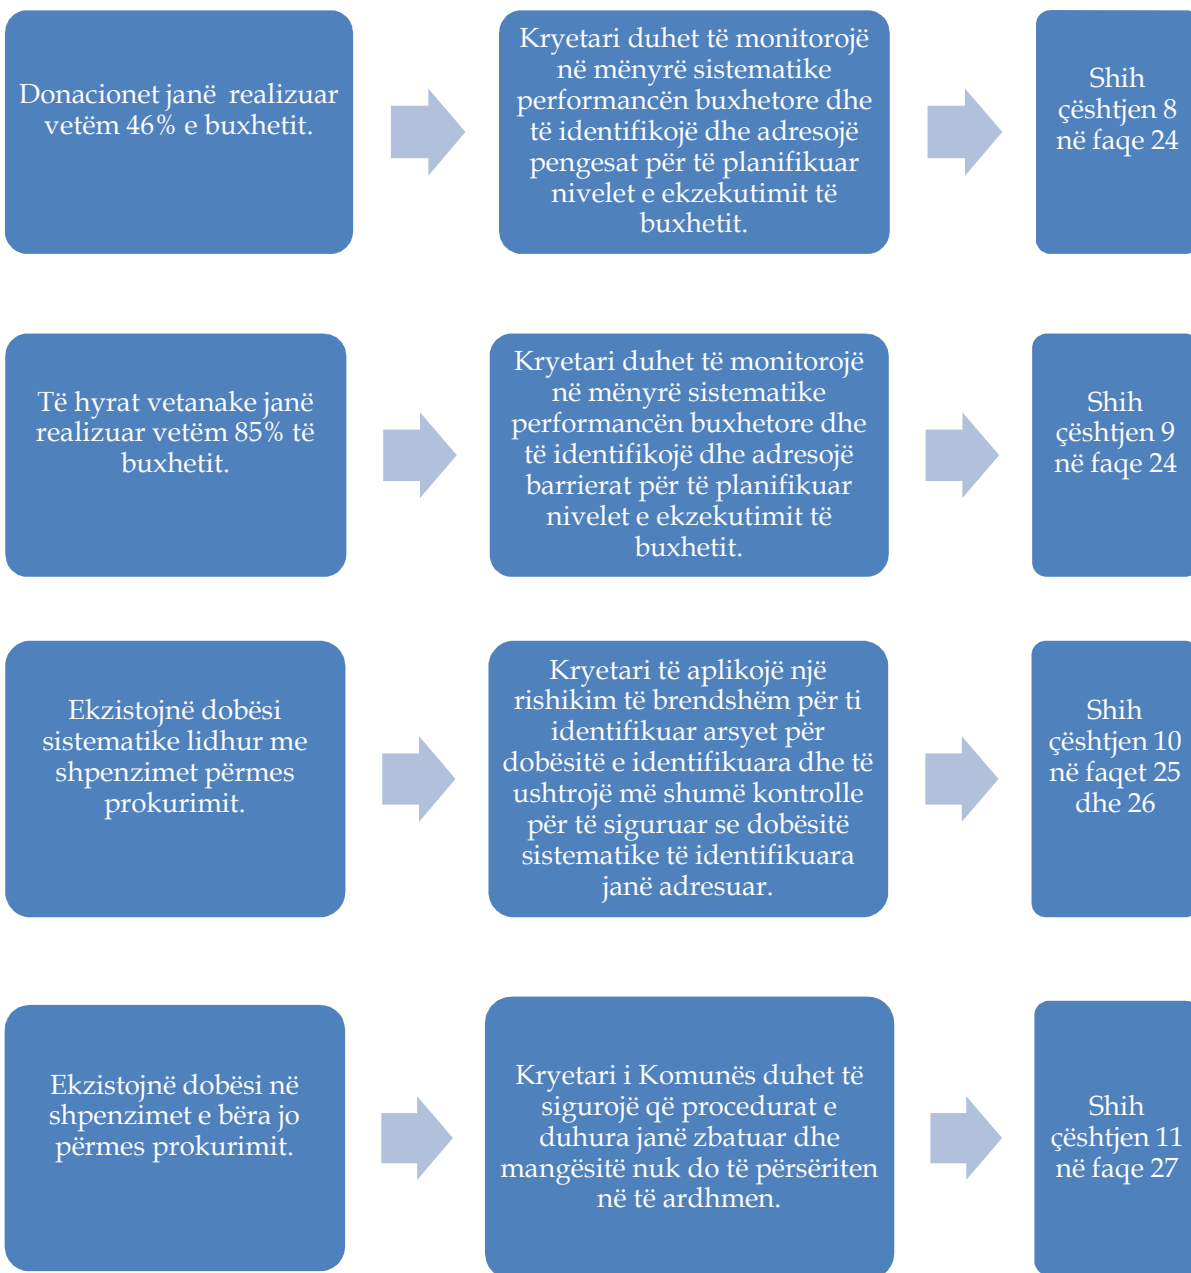 Donacionet janë realizuar
vetëm 46% e buxhetit.
Kryetari duhet të monitorojë
në mënyrë sistematike
performancën buxhetore dhe
të identifikojë dhe adresojë
pengesat për të planifikuar
nivelet e ekzekutimit të
buxhetit.
Shih
çështjen 8
në faqe 24
Të hyrat vetanake janë
realizuar vetëm 85% të
buxhetit.
Kryetari duhet të monitorojë
në mënyrë sistematike
performancën buxhetore dhe
të identifikojë dhe adresojë
barrierat për të planifikuar
nivelet e ekzekutimit të
buxhetit.
Shih
çështjen 9
në faqe 24
Ekzistojnë dobësi
sistematike lidhur me
shpenzimet përmes
prokurimit.
Kryetari të aplikojë një
rishikim të brendshëm për ti
identifikuar arsyet për
dobësitë e identifikuara dhe të
ushtrojë më shumë kontrolle
për të siguruar se dobësitë
sistematike të identifikuara
janë adresuar.
Shih
çështjen 10
në faqet 25
dhe 26
Ekzistojnë dobësi në
shpenzimet e bëra jo
përmes prokurimit.
Kryetari i Komunës duhet të
sigurojë që procedurat e
duhura janë zbatuar dhe
mangësitë nuk do të përsëriten
në të ardhmen.
Shih
çështjen 11
në faqe 27